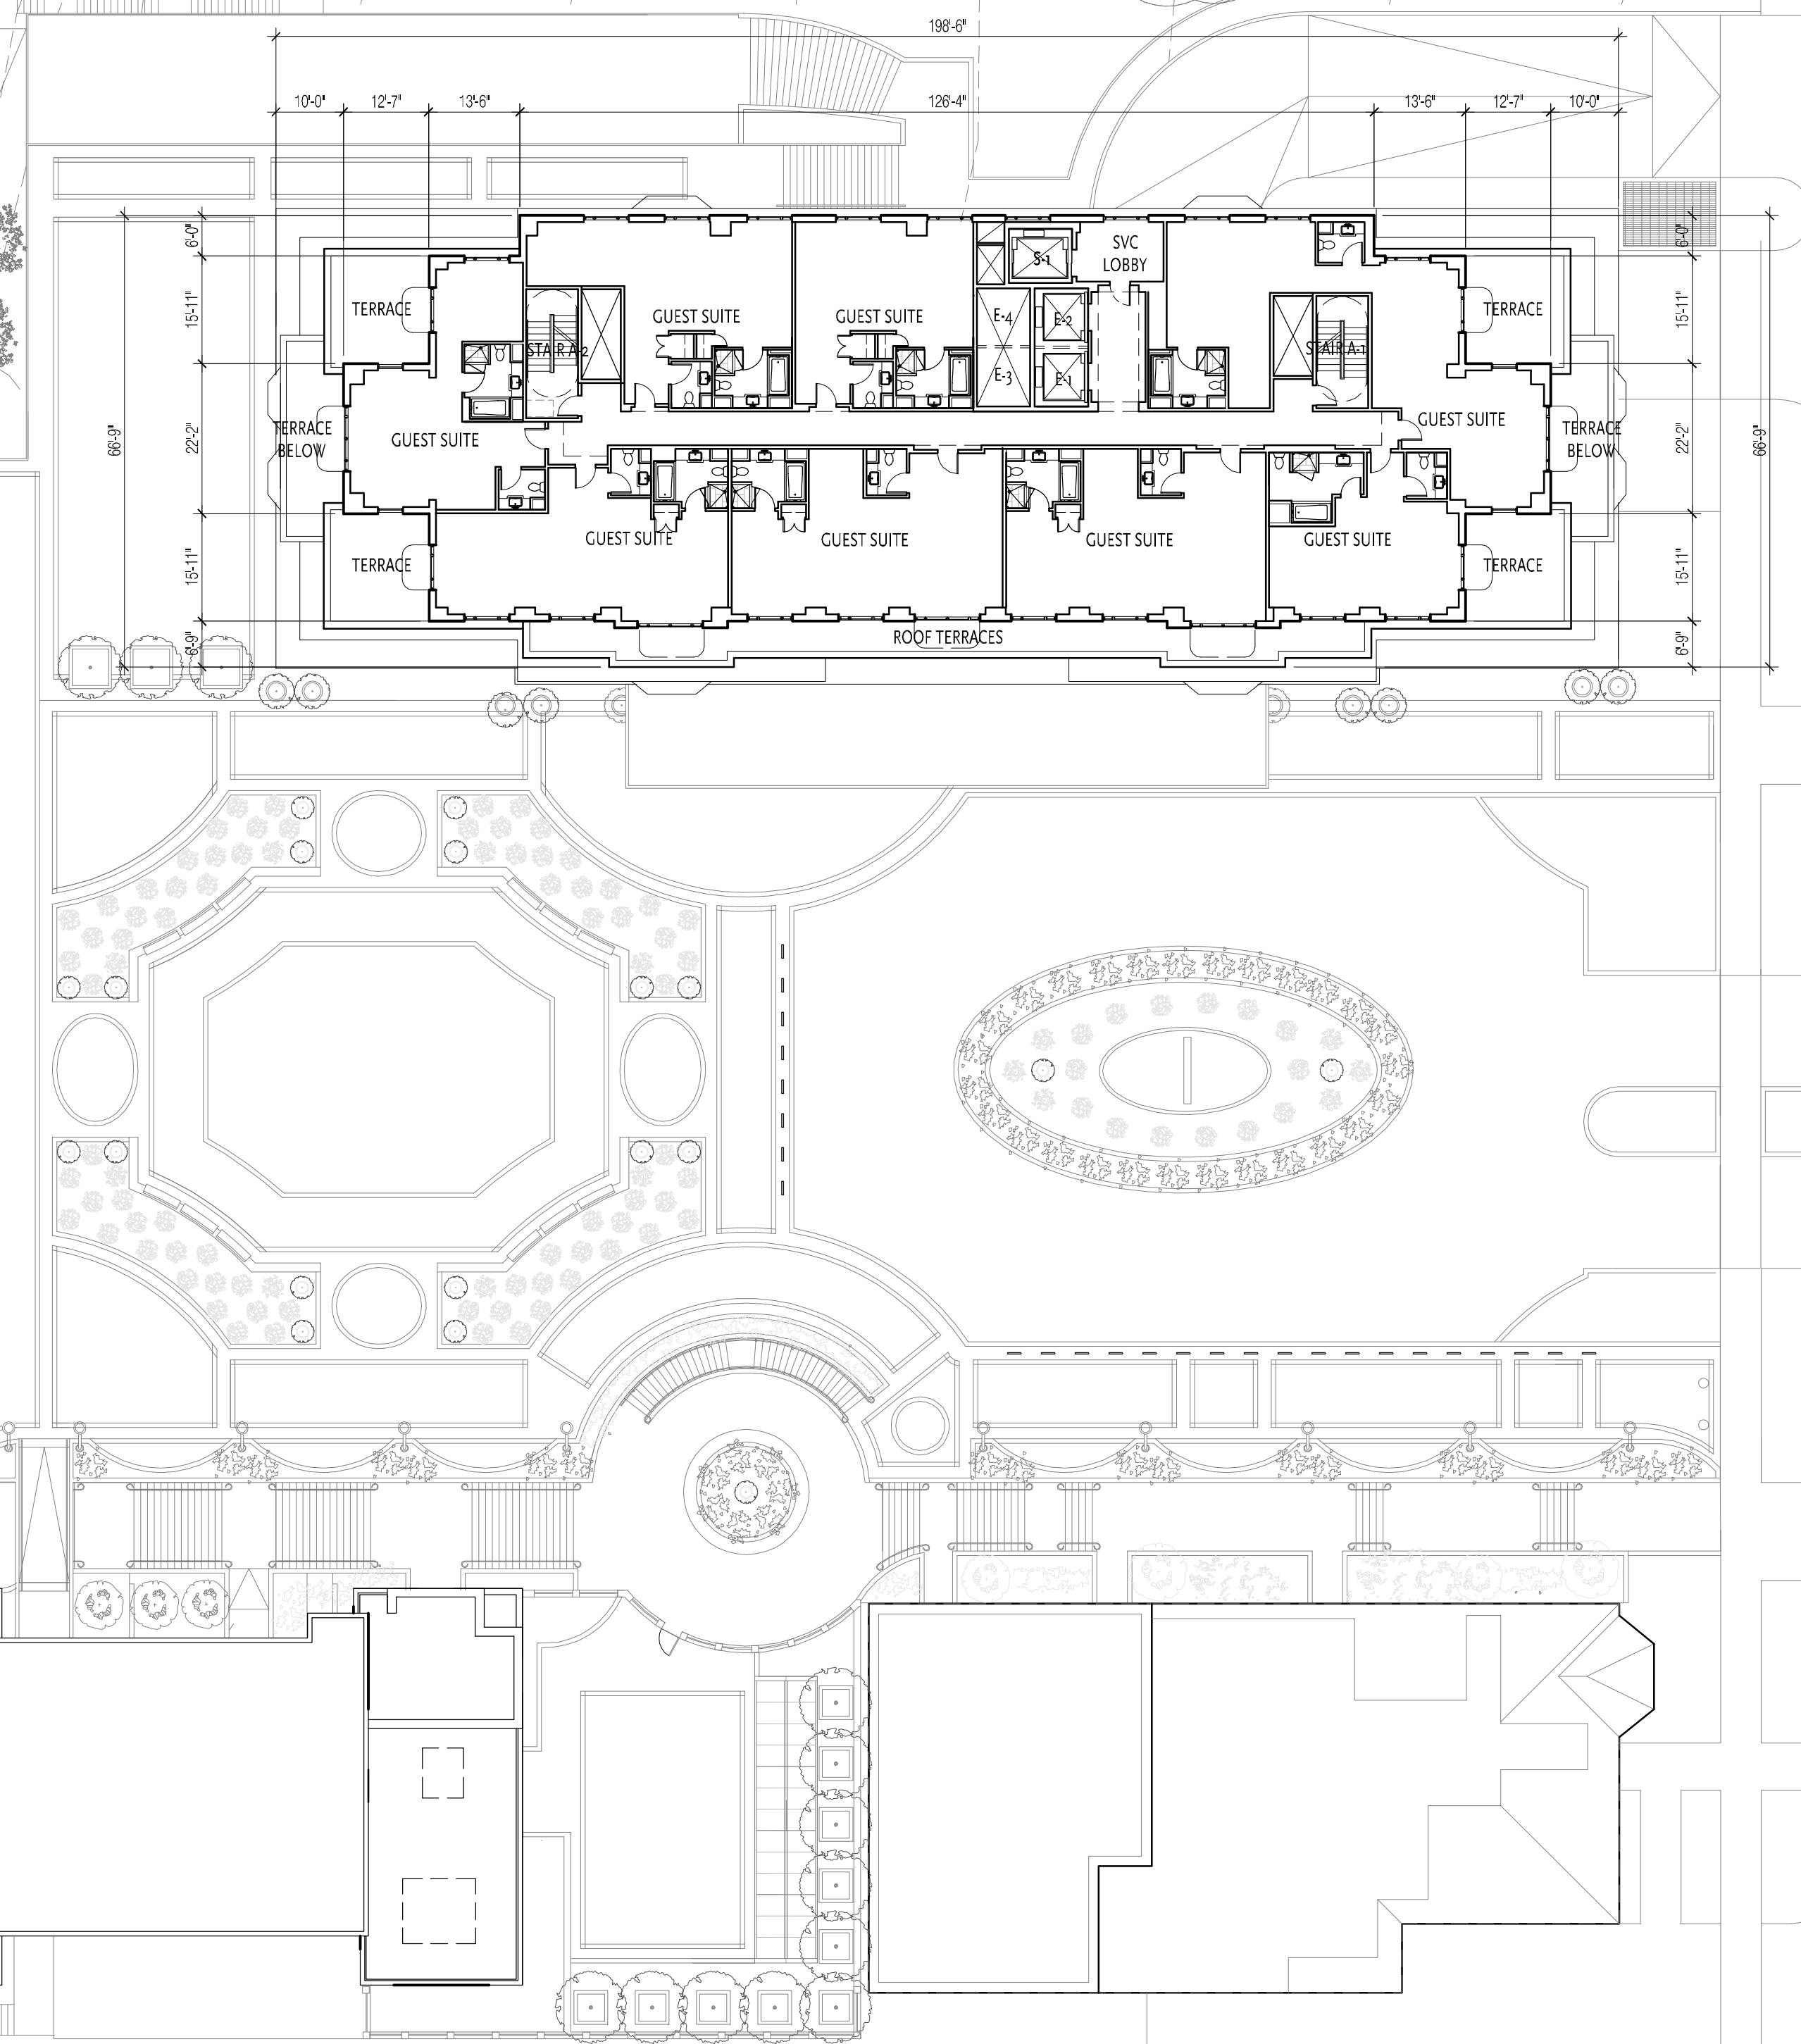 198'-6"
10'-0" 12'-7" 13'-6" 126'-4" 13'-6" 12'-7" 10'-0"
6'-0" 6'-0"
SVC
LOBBY
S-1
15'-11" TERRACE GUEST SUITE GUEST SUITE E-4 E-2 TERRACE 15'-11"
STAIR A-2 STAIR A-1
E-3 E-1
66'-9" 22'-2" TERRACE
BELOW GUEST SUITE GUEST SUITE TERRACE
BELOW 22'-2" 66'-9"
15'-11" TERRACE GUEST SUITE GUEST SUITE GUEST SUITE GUEST SUITE TERRACE 15'-11"
6'-9" ROOF TERRACES 6'-9"